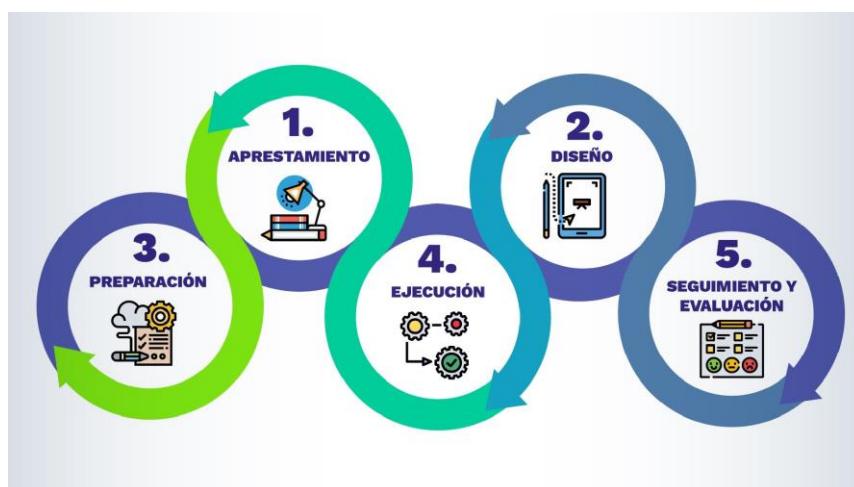 1.
APRESTAMIENTO
2.
DISEÑO
3.
PREPARACIÓN
4.
EJECUCIÓN
5.
SEGUIMIENTO Y
EVALUACIÓN